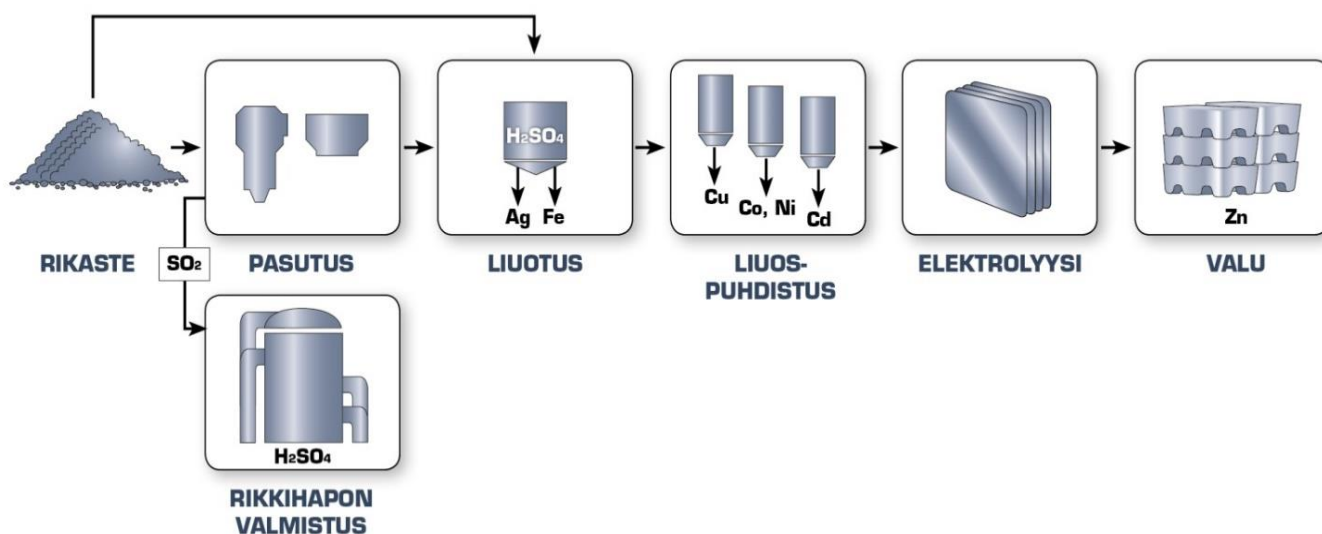 RIKASTE
SO₂
PASUTUS
H₂SO₄
RIKKIHAPON
VALMISTUS
H₂SO₄
Ag Fe
LIUOTUS
Cu
Co, Ni
Cd
LIUOS-
PUHDISTUS
ELEKTROLYYSI
Zn
VALU